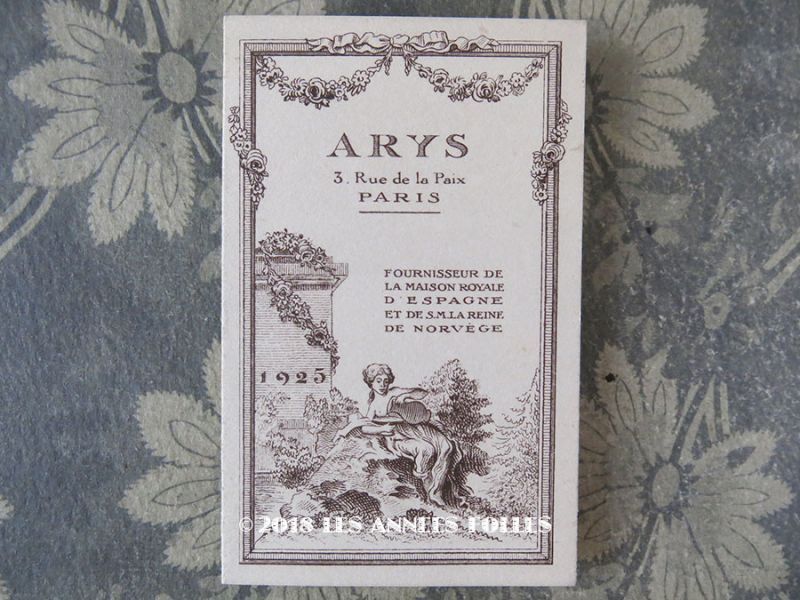 ARYS
3. Rue de la Paix
PARIS
FOURNISSEUR DE
LA MAISON ROYALE
D'ESPAGNE
ET DE S.M. LA REINE
DE NORVÈGE
1925
© 2018 LES ANNEES FOLLES